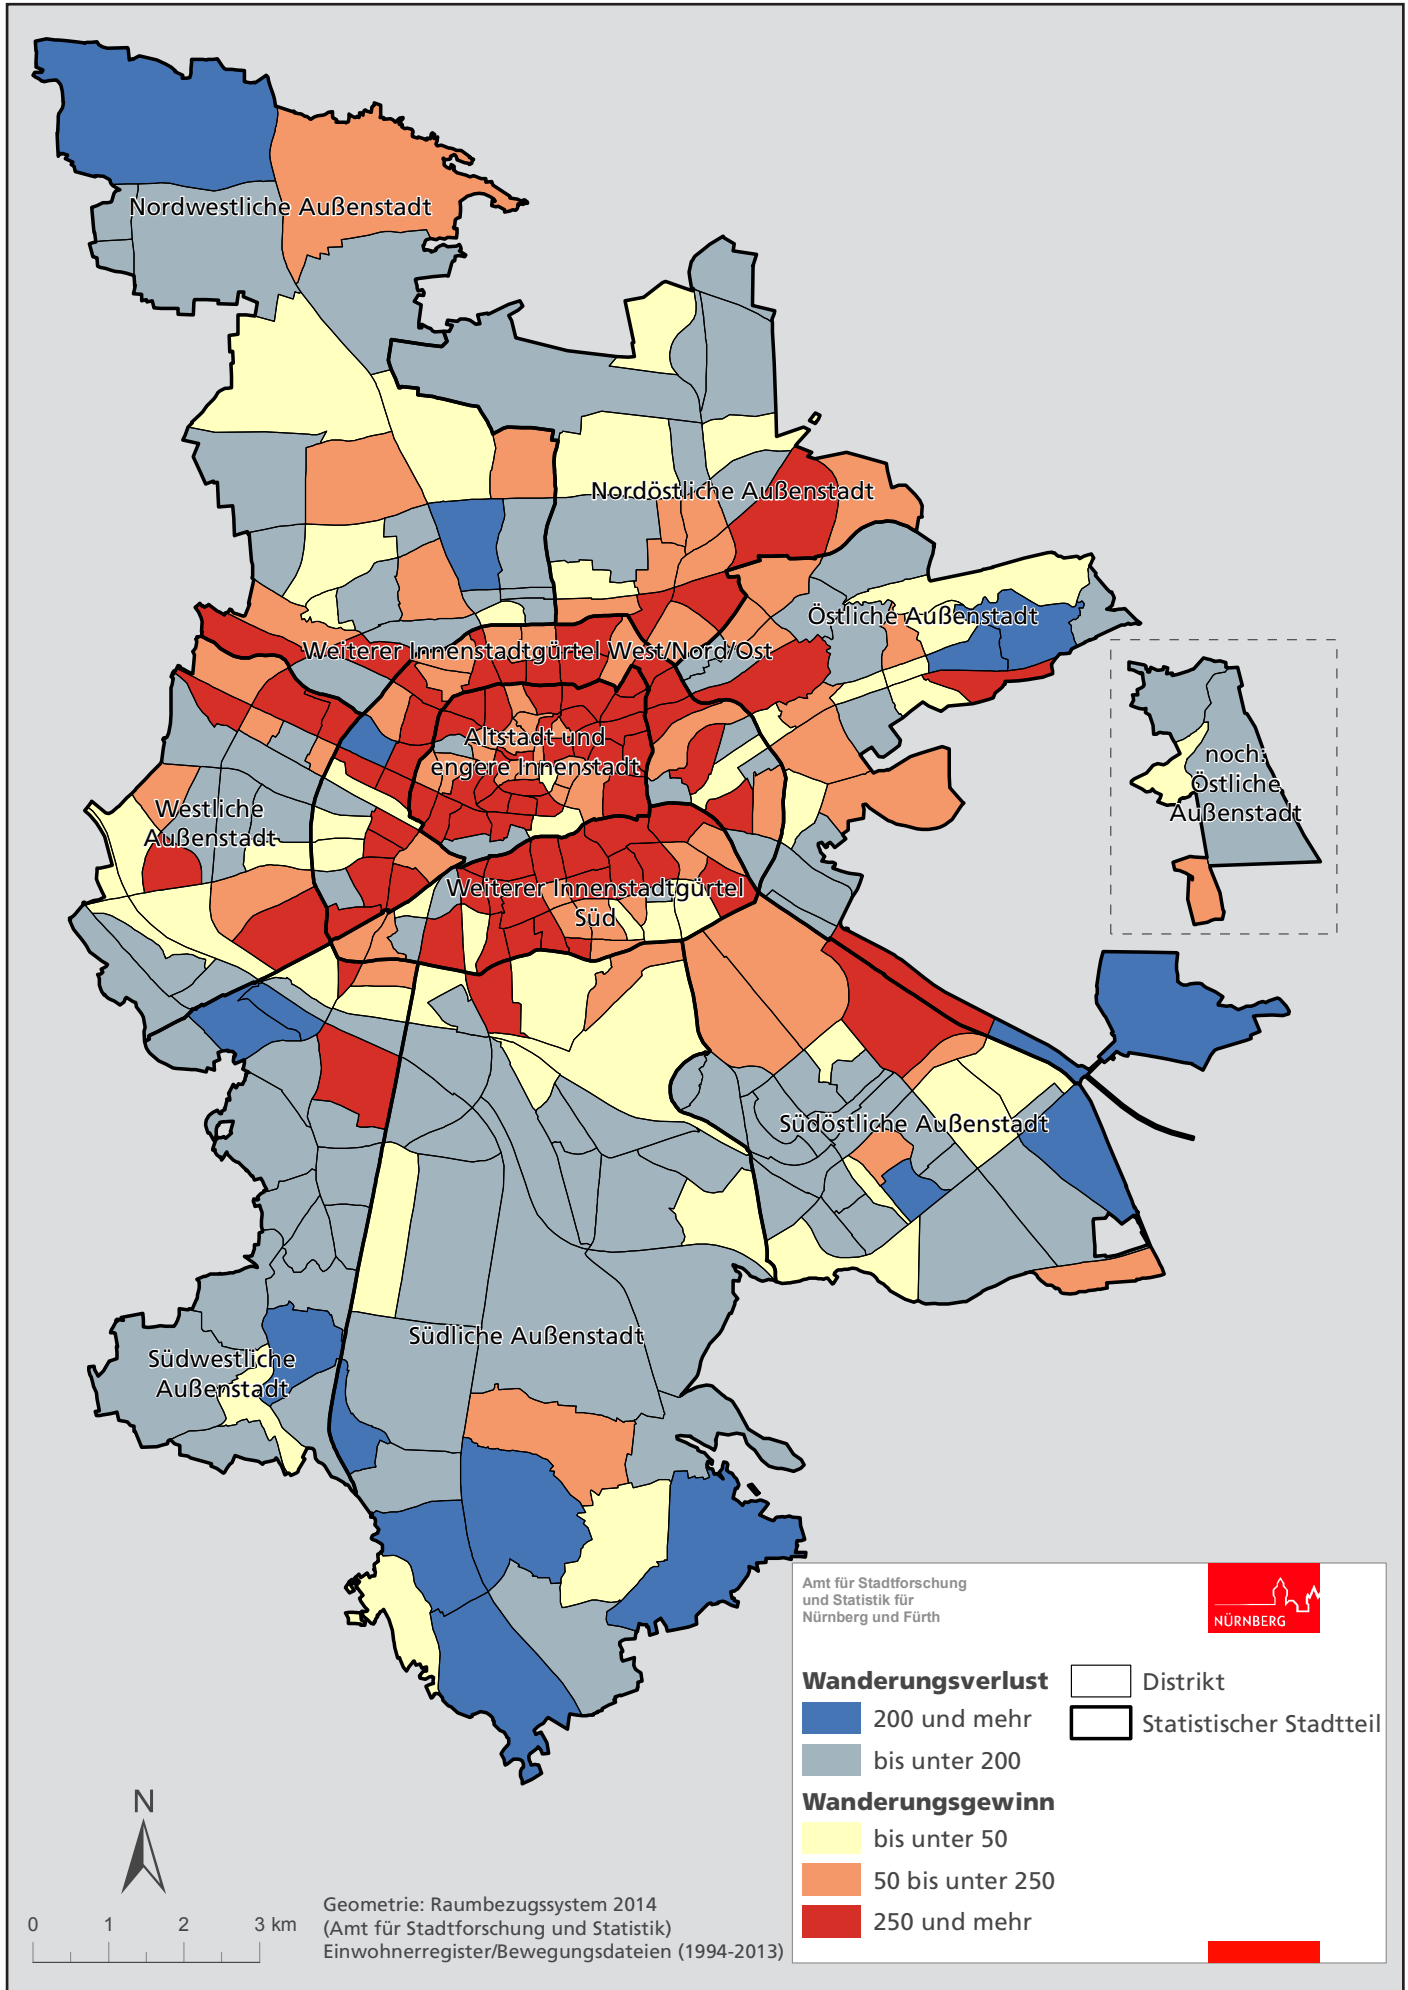 Nordwestliche Außenstadt
Nordöstliche Außenstadt
Östliche Außenstadt
Weiterer Innenstadtgürtel West/Nord/Ost
Altstadt und
engere Innenstadt
noch:
Östliche
Außenstadt
Westliche
Außenstadt
Weiterer Innenstadtgürtel
Süd
Südöstliche Außenstadt
Südliche Außenstadt
Südwestliche
Außenstadt
Amt für Stadtforschung
und Statistik für
Nürnberg und Fürth
NÜRNBERG
Wanderungsverlust
200 und mehr
bis unter 200
Wanderungsgewinn
bis unter 50
50 bis unter 250
250 und mehr
Distrikt
Statistischer Stadtteil
N
0 1 2 3 km
Geometrie: Raumbezugssystem 2014
(Amt für Stadtforschung und Statistik)
Einwohnerregister/Bewegungsdateien (1994-2013)